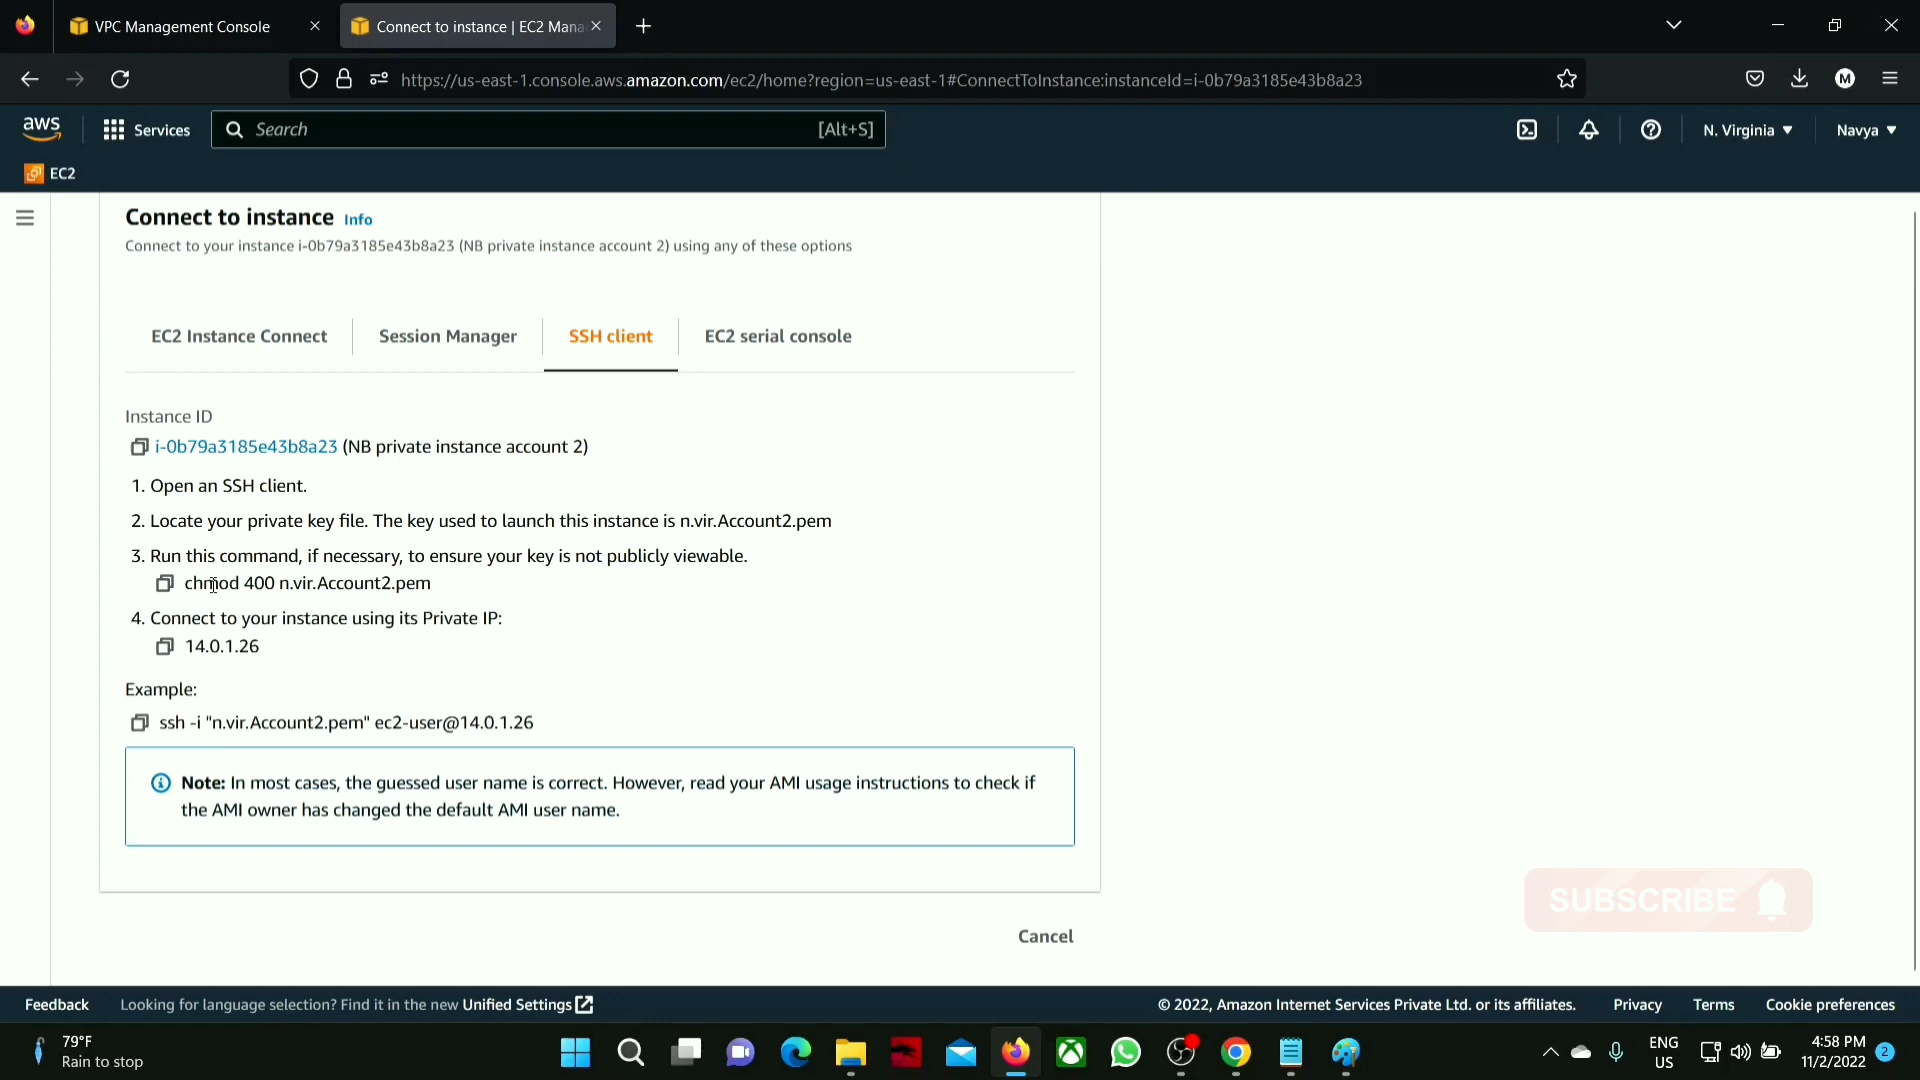 VPC Management Console
Connect to instance | EC2 Mana
https://us-east-1.console.aws.amazon.com/ec2/home?region=us-east-1#ConnectToInstance:instanceId=i-0b79a3185e43b8a23
M
aws
Services
Search
[Alt+S]
N. Virginia
Navya
EC2
Connect to instance Info
Connect to your instance i-0b79a3185e43b8a23 (NB private instance account 2) using any of these options
EC2 Instance Connect
Session Manager
SSH client
EC2 serial console
Instance ID
i-0b79a3185e43b8a23 (NB private instance account 2)
1. Open an SSH client.
2. Locate your private key file. The key used to launch this instance is n.vir.Account2.pem
3. Run this command, if necessary, to ensure your key is not publicly viewable.
chmod 400 n.vir.Account2.pem
4. Connect to your instance using its Private IP:
14.0.1.26
Example:
ssh -i "n.vir.Account2.pem" ec2-user@14.0.1.26
Note: In most cases, the guessed user name is correct. However, read your AMI usage instructions to check if
the AMI owner has changed the default AMI user name.
SUBSCRIBE
Cancel
Feedback
Looking for language selection? Find it in the new Unified Settings
© 2022, Amazon Internet Services Private Ltd. or its affiliates.
Privacy
Terms
Cookie preferences
79°F
Rain to stop
ENG
US
4:58 PM
11/2/2022
2